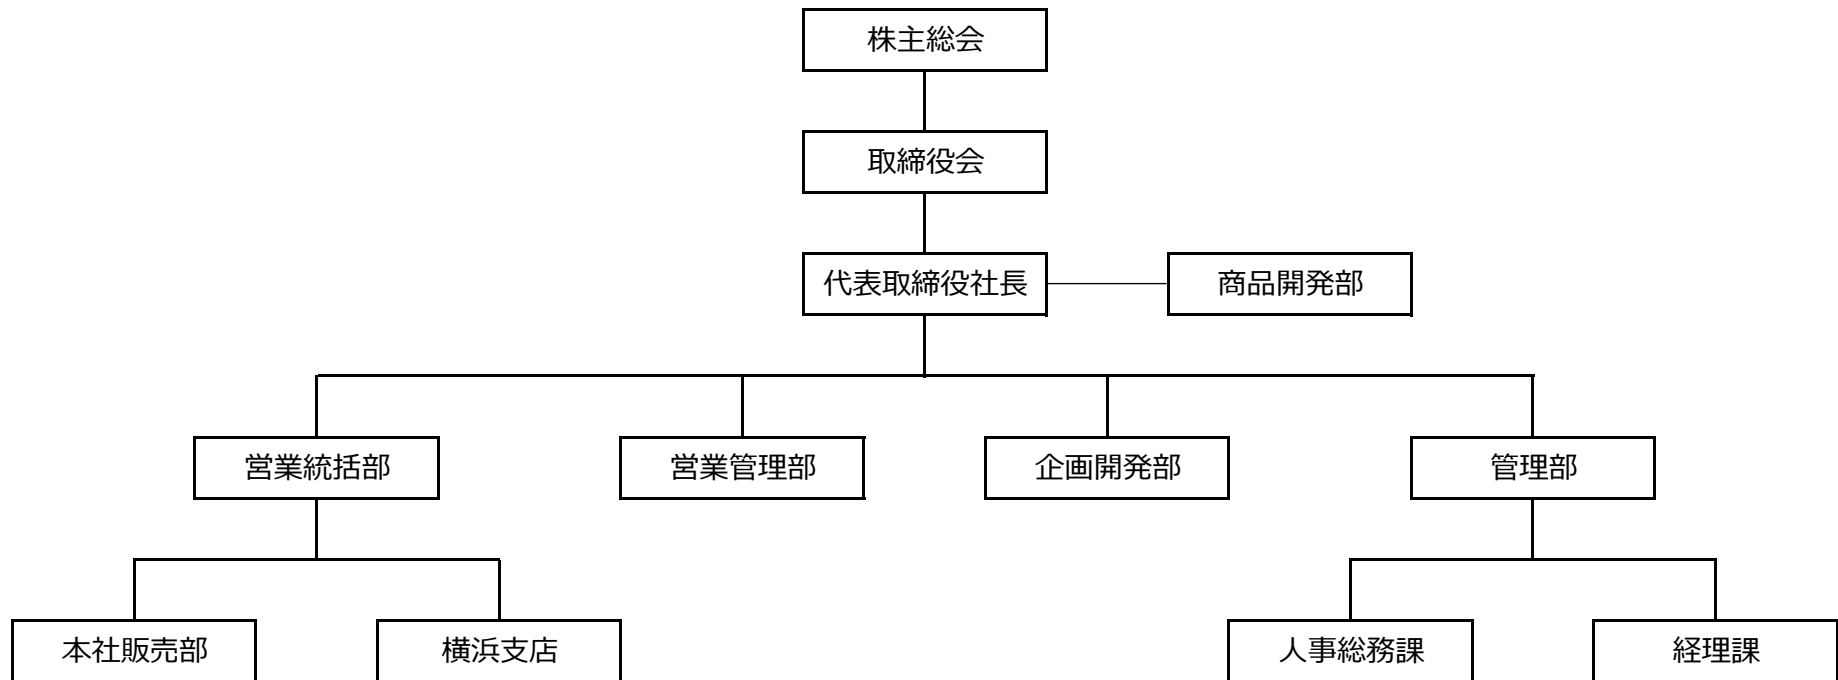 株主総会
取締役会
代表取締役社長
商品開発部
営業統括部
営業管理部
企画開発部
管理部
本社販売部
横浜支店
人事総務課
経理課